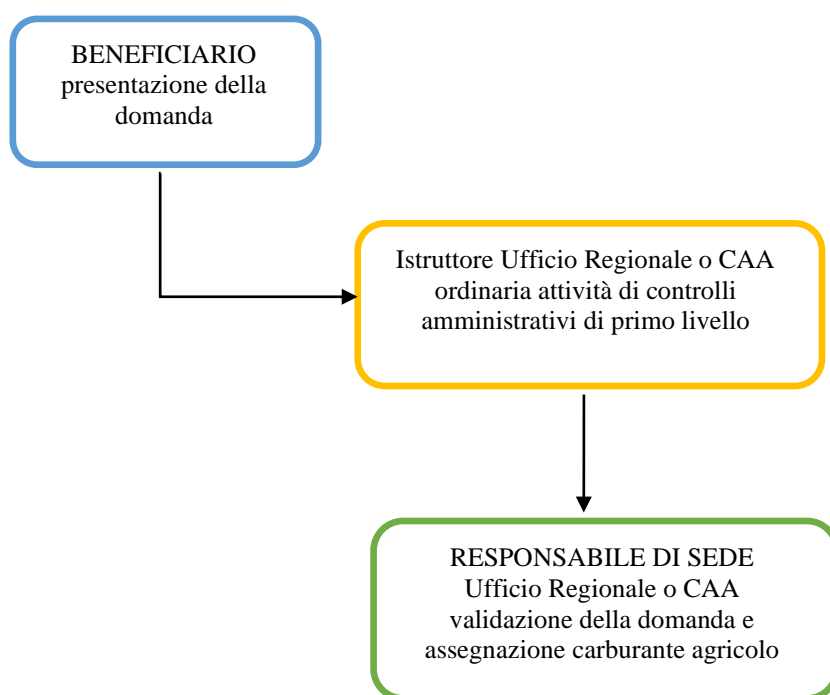 BENEFICIARIO
presentazione della
domanda
Istruttore Ufficio Regionale o CAA
ordinaria attività di controlli
amministrativi di primo livello
RESPONSABILE DI SEDE
Ufficio Regionale o CAA
validazione della domanda e
assegnazione carburante agricolo